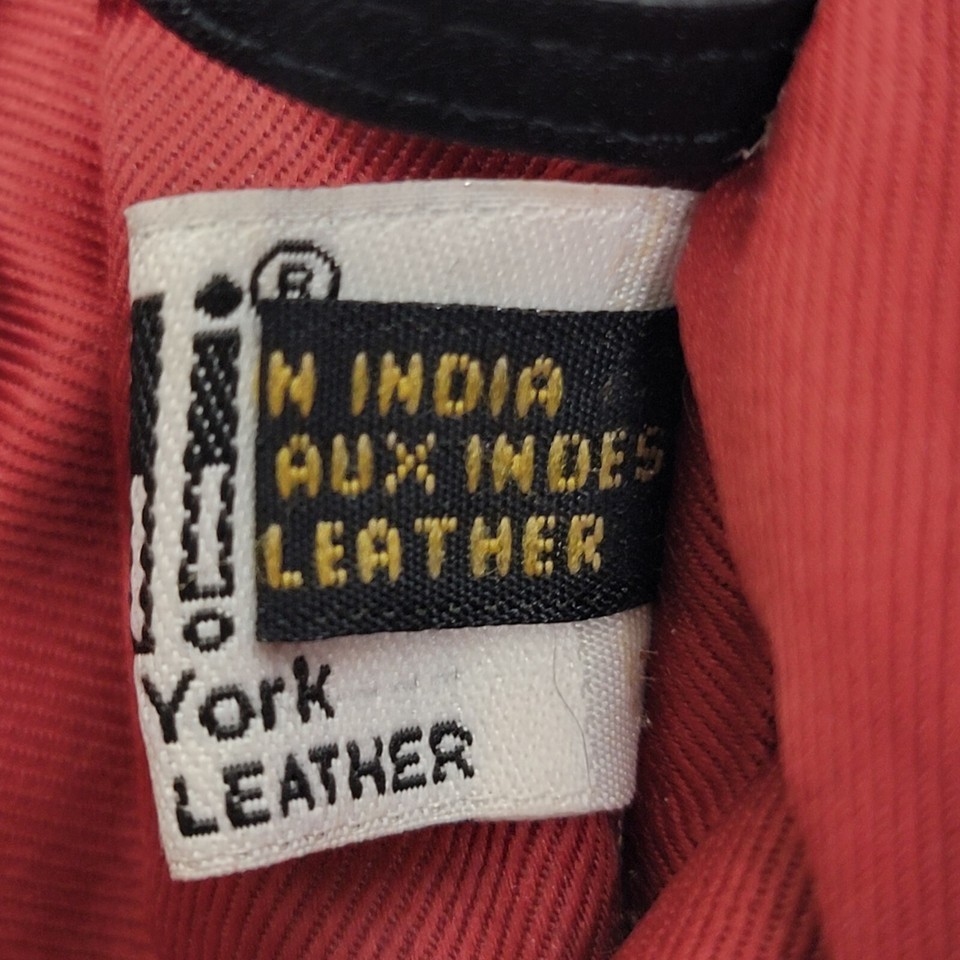 ®
N INDIA
AUX INDES
LEATHER
York
LEATHER